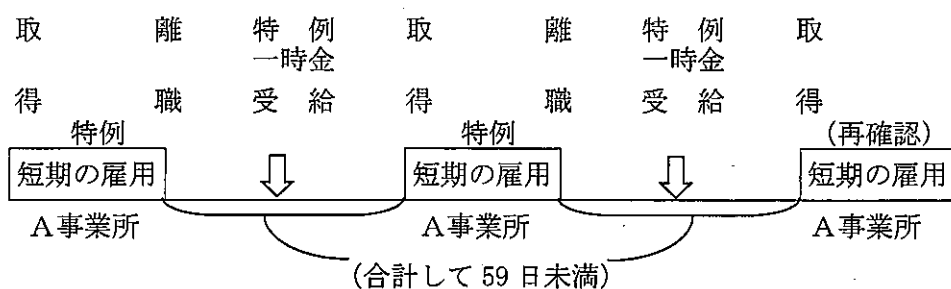 取 離 特例 取 離 特例 取
一時金 一時金
得 職 受給 得 職 受給 得
特例 特例 (再確認)
短期の雇用 短期の雇用 短期の雇用
A事業所 A事業所 A事業所
(合計して59日未満)